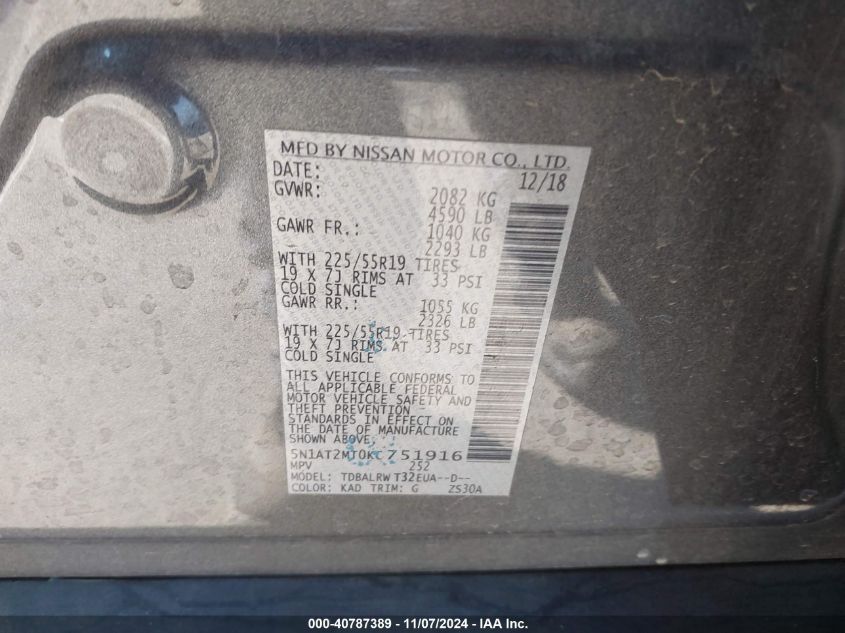 MFD BY NISSAN MOTOR CO., LTD.
DATE: 12/18
GVWR: 2082 KG
4590 LB
GAWR FR.: 1040 KG
2293 LB
WITH 225/55R19 TIRES
19 X 7J RIMS AT 33 PSI
COLD SINGLE
GAWR RR.: 1055 KG
2326 LB
WITH 225/55R19 TIRES
19 X 7J RIMS AT 33 PSI
COLD SINGLE
THIS VEHICLE CONFORMS TO
ALL APPLICABLE FEDERAL
MOTOR VEHICLE SAFETY AND
THEFT PREVENTION
STANDARDS IN EFFECT ON
THE DATE OF MANUFACTURE
SHOWN ABOVE.
5N1AT2MT0KC751916
MPV 252
MODEL: TDBALRW T32EUA--D--
COLOR: KAD TRIM: G ZS30A
000-40787389 - 11/07/2024 - IAA Inc.